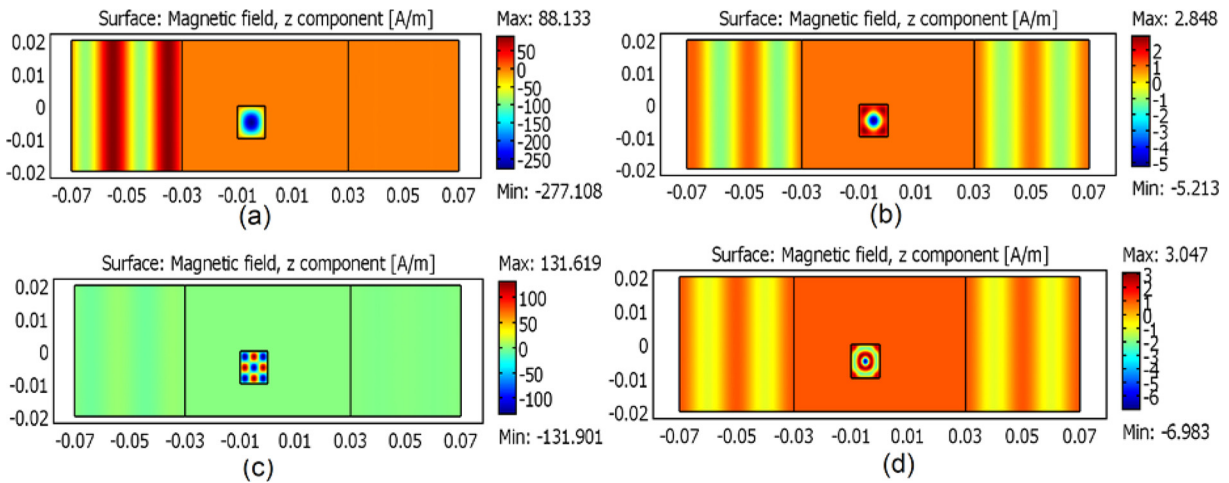 Surface: Magnetic field, z component [A/m]
Max: 88.133
0.02
0.01
0
-0.01
-0.02
50
0
-50
-100
-150
-200
-250
-0.07 -0.05 -0.03 -0.01 0.01 0.03 0.05 0.07
Min: -277.108
(a)
Surface: Magnetic field, z component [A/m]
Max: 2.848
0.02
0.01
0
-0.01
-0.02
2
1
0
-1
-2
-3
-4
-5
-0.07 -0.05 -0.03 -0.01 0.01 0.03 0.05 0.07
Min: -5.213
(b)
Surface: Magnetic field, z component [A/m]
Max: 131.619
0.02
0.01
0
-0.01
-0.02
100
50
0
-50
-100
-0.07 -0.05 -0.03 -0.01 0.01 0.03 0.05 0.07
Min: -131.901
(c)
Surface: Magnetic field, z component [A/m]
Max: 3.047
0.02
0.01
0
-0.01
-0.02
3
2
1
0
-1
-2
-3
-4
-5
-6
-0.07 -0.05 -0.03 -0.01 0.01 0.03 0.05 0.07
Min: -6.983
(d)